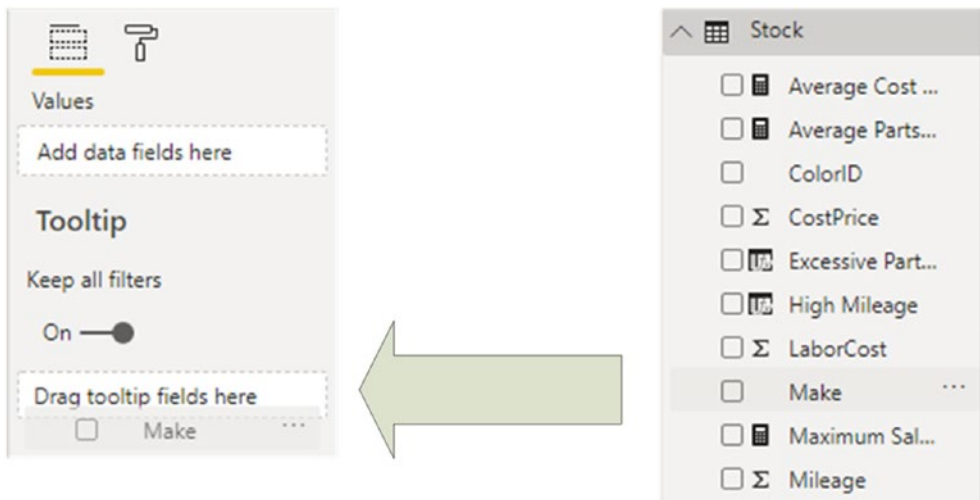 Values
Add data fields here
Tooltip
Keep all filters
On
Drag tooltip fields here
Make ...
Stock
Average Cost ...
Average Parts...
ColorID
Σ CostPrice
Excessive Part...
High Mileage
Σ LaborCost
Make ...
Maximum Sal...
Σ Mileage